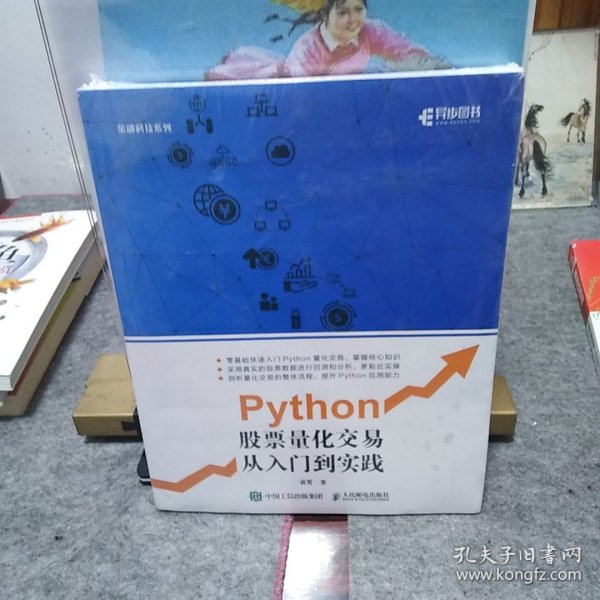 金融科技系列
异步图书
www.epubit.com
零基础快速入门Python量化交易，掌握核心知识
采用真实的股票数据进行回测和分析，更贴近实操
剖析量化交易的整体流程，提升Python应用能力
Python
股票量化交易
从入门到实践
袁霄 著
中国工信出版集团
人民邮电出版社
孔夫子旧书网
www.kongfz.com